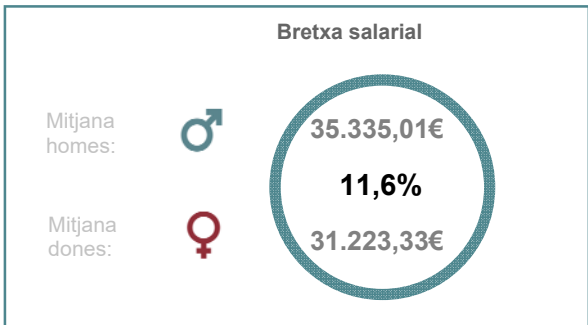 Bretxa salarial
Mitjana
homes:
35.335,01€
11,6%
Mitjana
dones:
31.223,33€